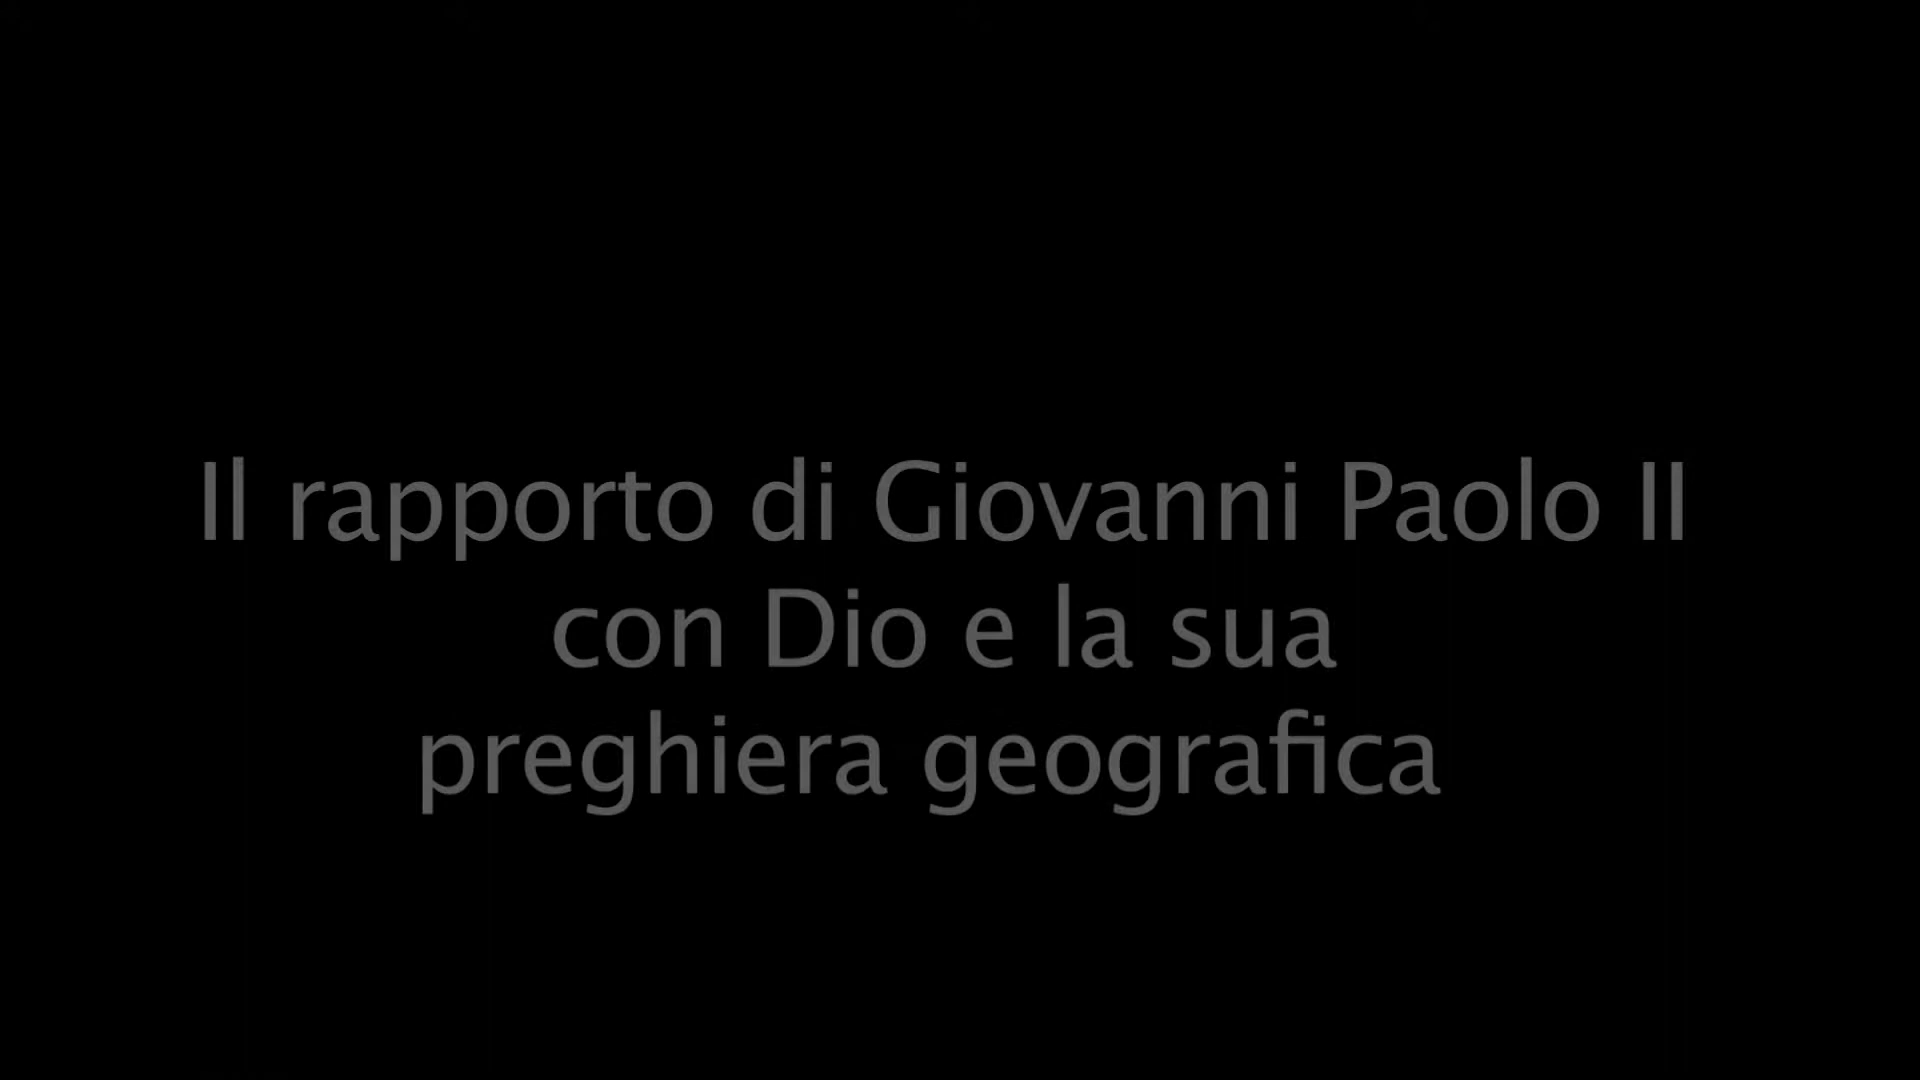 Il rapporto di Giovanni Paolo II
con Dio e la sua
preghiera geografica